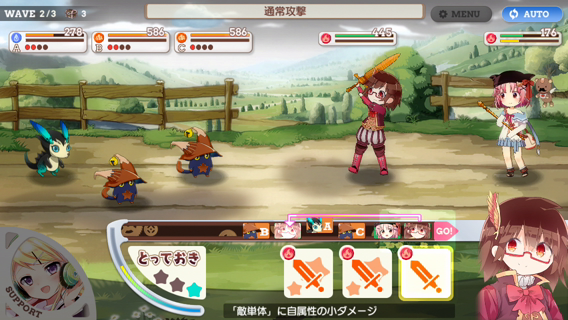 WAVE 2/3
3
通常攻撃
MENU
AUTO
278
586
586
445
176
A
B
C
B
A
C
GO!
とっておき
SUPPORT
「敵単体」に自属性の小ダメージ